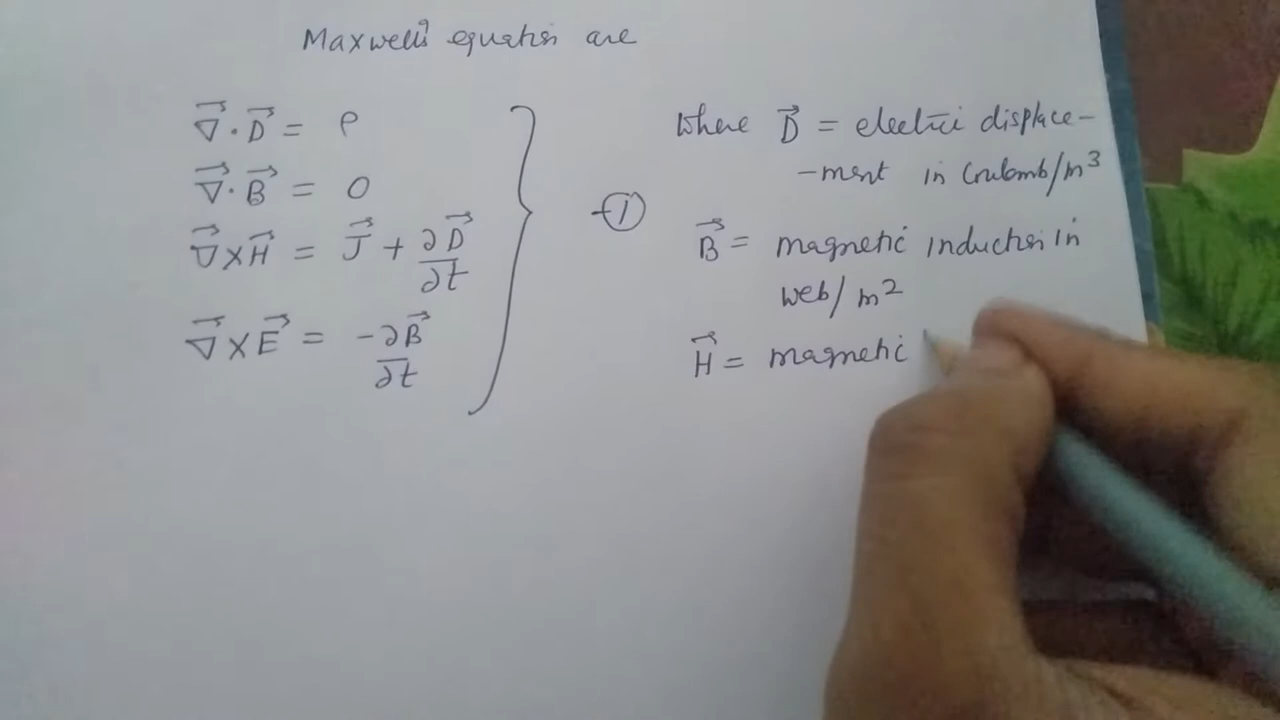 Maxwell's equation are
∇⃗ · D⃗ = ρ
∇⃗ · B⃗ = 0
∇⃗ × H⃗ = J⃗ + ∂D⃗/∂t
∇⃗ × E⃗ = -∂B⃗/∂t
①
where D⃗ = electric displace-
-ment in Coulomb/m³
B⃗ = magnetic induction in
web/m²
H⃗ = magnetic